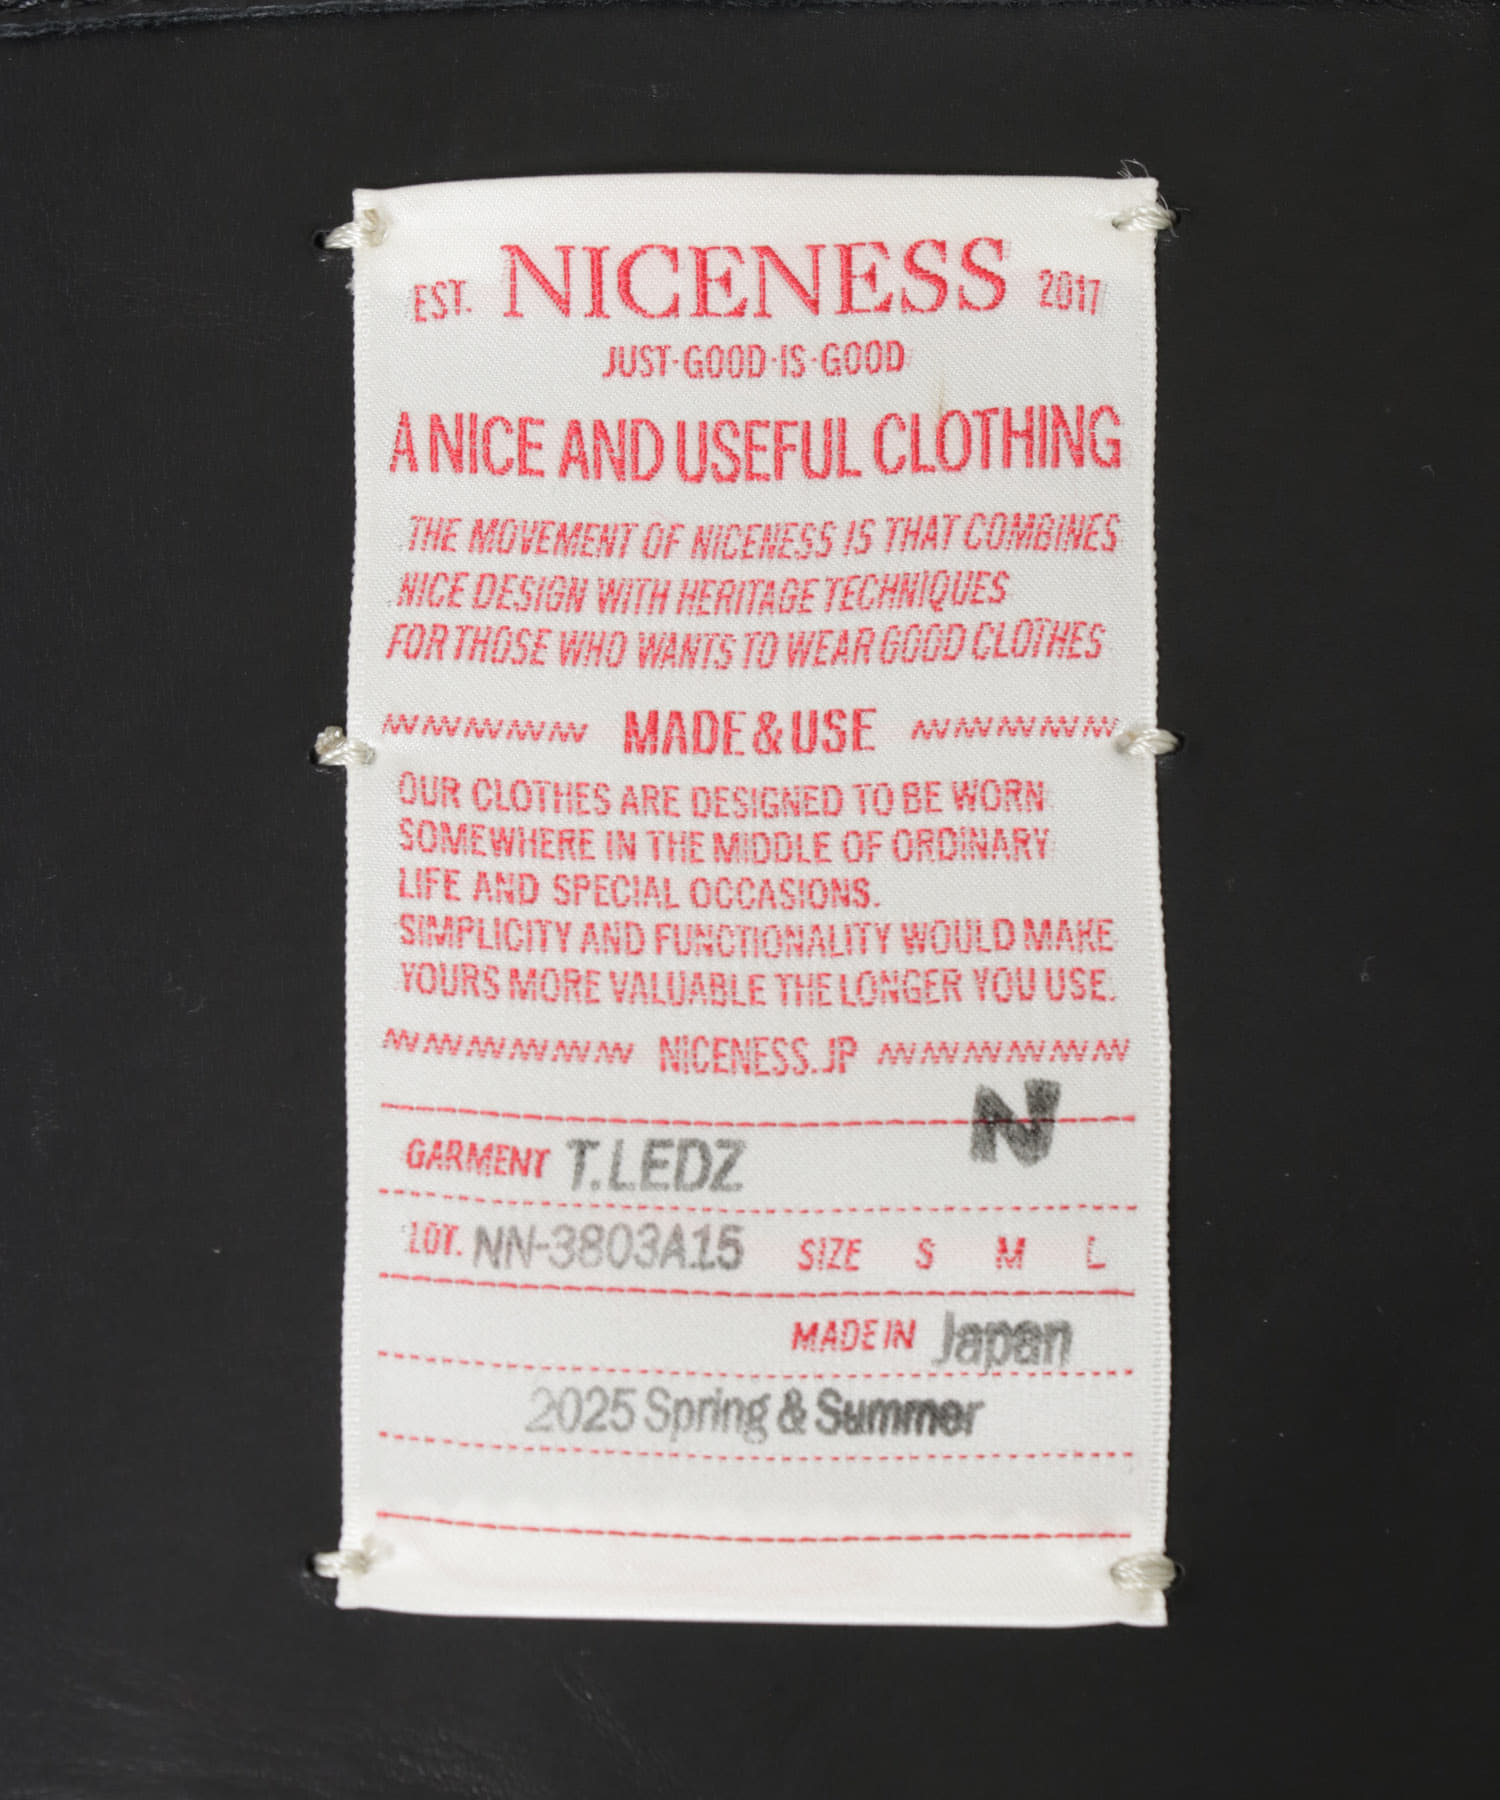 EST. NICENESS 2017
JUST·GOOD·IS·GOOD
A NICE AND USEFUL CLOTHING
THE MOVEMENT OF NICENESS IS THAT COMBINES
NICE DESIGN WITH HERITAGE TECHNIQUES
FOR THOSE WHO WANTS TO WEAR GOOD CLOTHES
MADE & USE
OUR CLOTHES ARE DESIGNED TO BE WORN
SOMEWHERE IN THE MIDDLE OF ORDINARY
LIFE AND SPECIAL OCCASIONS.
SIMPLICITY AND FUNCTIONALITY WOULD MAKE
YOURS MORE VALUABLE THE LONGER YOU USE.
NICENESS.JP
N
GARMENT T.LEDZ
LOT. NN-3803A15 SIZE S M L
MADE IN Japan
2025 Spring & Summer